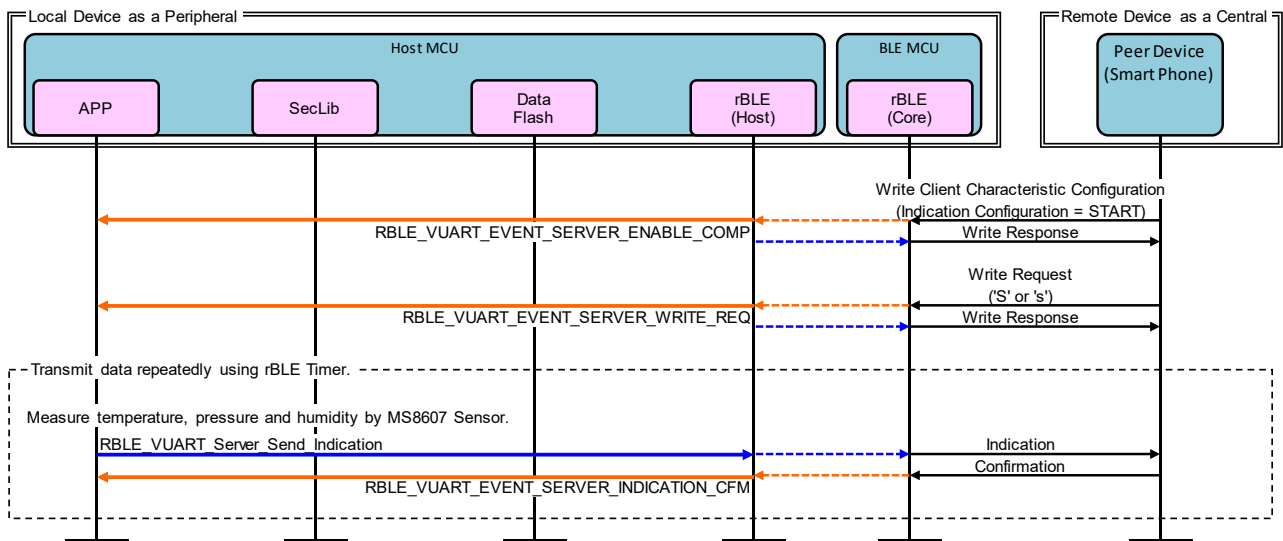 Local Device as a Peripheral
Remote Device as a Central
Host MCU
BLE MCU
Peer Device
(Smart Phone)
APP
SecLib
Data
Flash
rBLE
(Host)
rBLE
(Core)
Write Client Characteristic Configuration
(Indication Configuration = START)
RBLE_VUART_EVENT_SERVER_ENABLE_COMP
Write Response
Write Request
('S' or 's')
RBLE_VUART_EVENT_SERVER_WRITE_REQ
Write Response
Transmit data repeatedly using rBLE Timer.
Measure temperature, pressure and humidity by MS8607 Sensor.
RBLE_VUART_Server_Send_Indication
Indication
Confirmation
RBLE_VUART_EVENT_SERVER_INDICATION_CFM